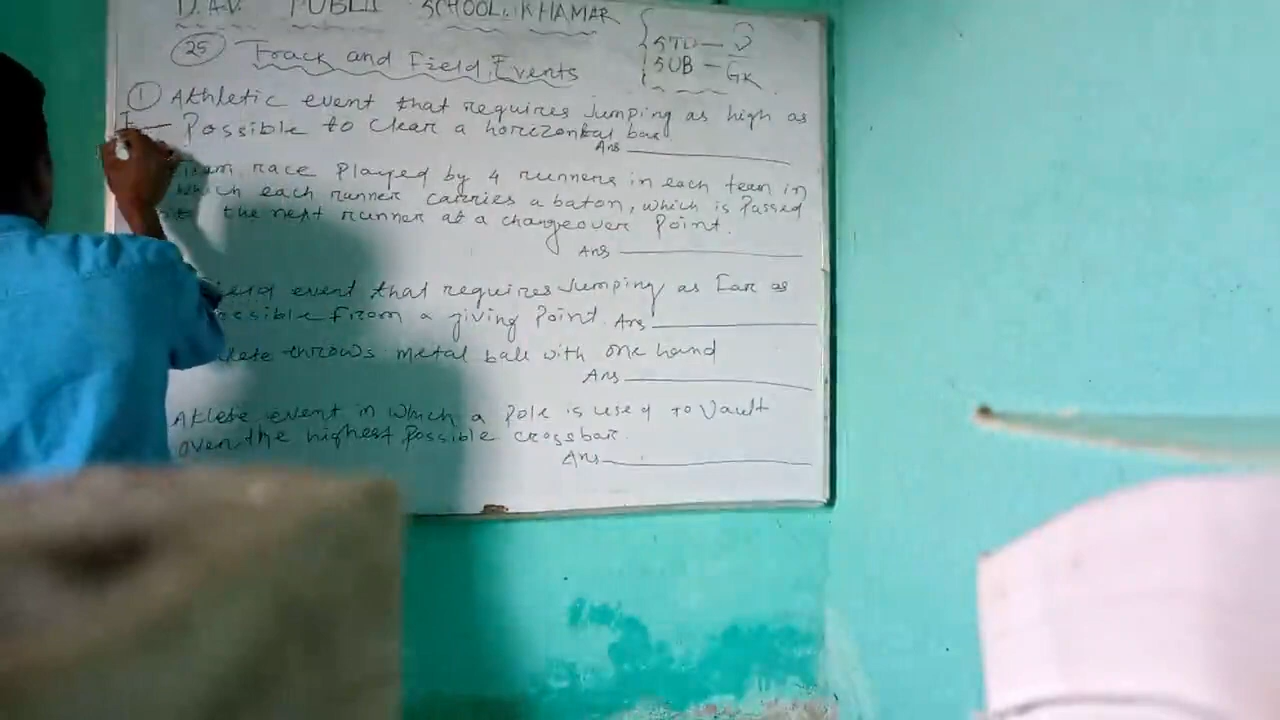 D.A.V. PUBLI SCHOOL, KHAMAR
STD —
SUB — GK
25 Track and Field Events
1 Athletic event that requires Jumping as high as
Possible to clear a horizontal bar
Ans
race Played by 4 runners in each team in
which each runner carries a baton, which is Passed
the next runner at a changeover Point.
Ans
event that requires Jumping as Far as
From a giving Point. Ans
throws metal ball with one hand
Ans
Aklete event in which a Pole is used to Vault
over the highest Possible crossbar.
Ans